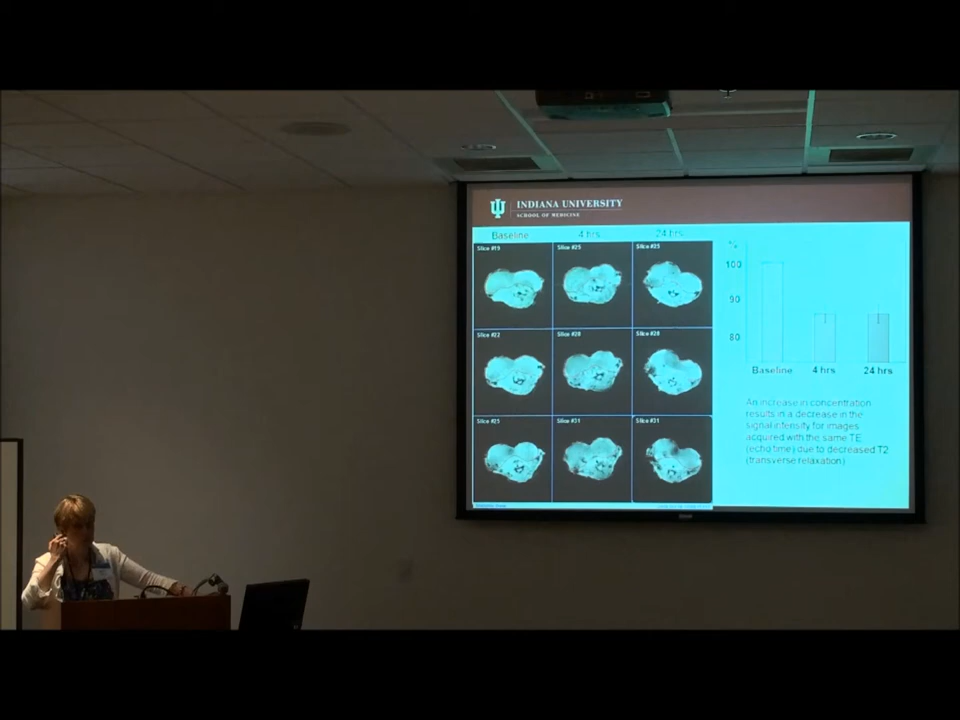 INDIANA UNIVERSITY
SCHOOL OF MEDICINE
Baseline 4 hrs 24 hrs
Slice #19 Slice #25 Slice #25
Slice #22 Slice #28 Slice #28
Slice #25 Slice #31 Slice #31
%
100
90
80
Baseline 4 hrs 24 hrs
An increase in concentration
results in a decrease in the
signal intensity for images
acquired with the same TE
(echo time) due to decreased T2
(transverse relaxation)